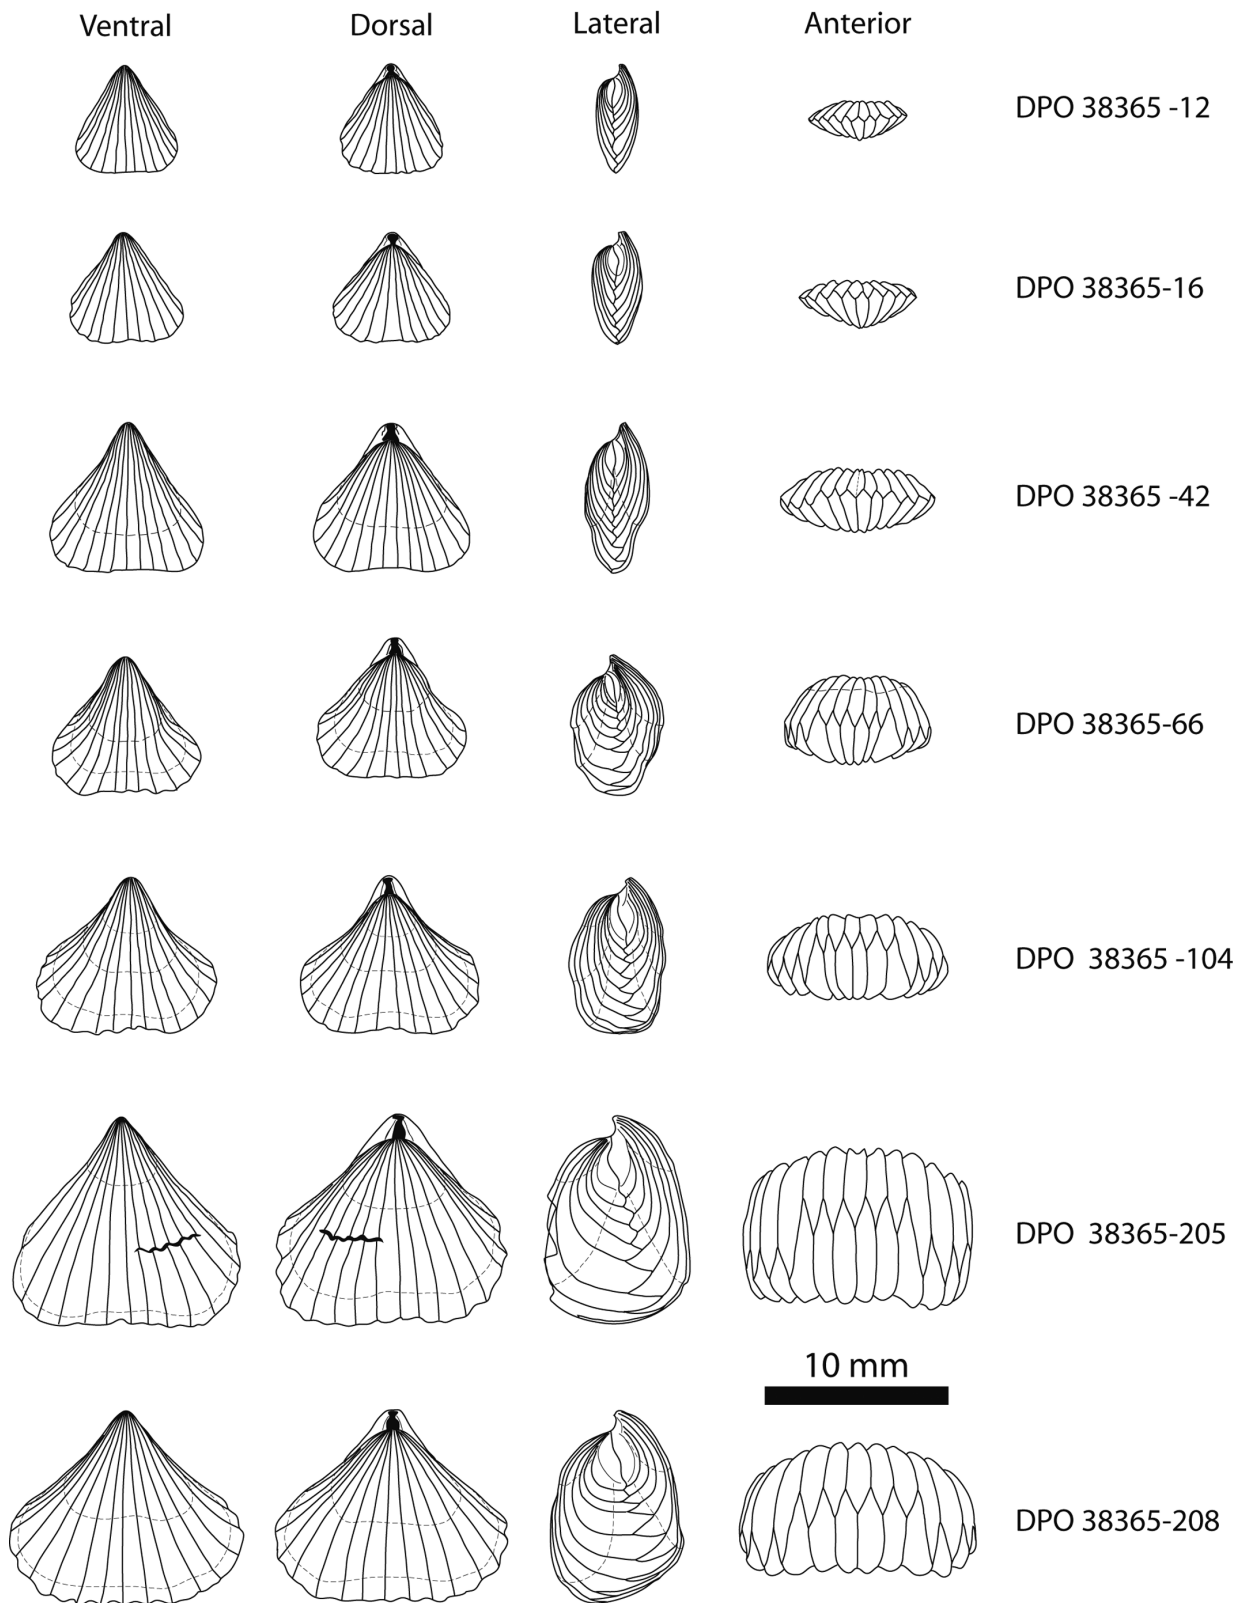 Ventral Dorsal Lateral Anterior
DPO 38365 -12
DPO 38365-16
DPO 38365 -42
DPO 38365-66
DPO 38365 -104
DPO 38365-205
10 mm
DPO 38365-208